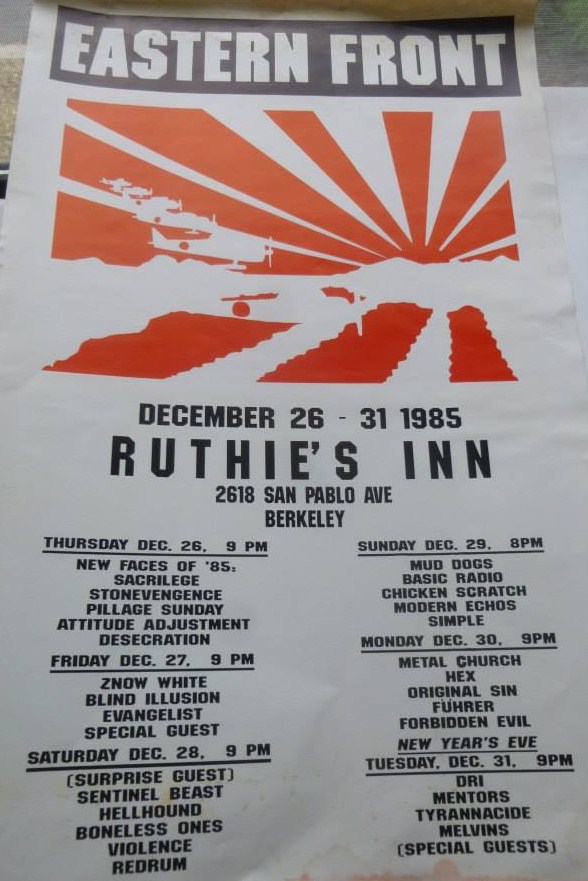 EASTERN FRONT
DECEMBER 26 - 31 1985
RUTHIE'S INN
2618 SAN PABLO AVE
BERKELEY
THURSDAY DEC. 26, 9 PM
NEW FACES OF '85:
SACRILEGE
STONEVENGENCE
PILLAGE SUNDAY
ATTITUDE ADJUSTMENT
DESECRATION
FRIDAY DEC. 27, 9 PM
ZNOW WHITE
BLIND ILLUSION
EVANGELIST
SPECIAL GUEST
SATURDAY DEC. 28, 9 PM
(SURPRISE GUEST)
SENTINEL BEAST
HELLHOUND
BONELESS ONES
VIOLENCE
REDRUM
SUNDAY DEC. 29, 8PM
MUD DOGS
BASIC RADIO
CHICKEN SCRATCH
MODERN ECHOS
SIMPLE
MONDAY DEC. 30, 9PM
METAL CHURCH
HEX
ORIGINAL SIN
FÜHRER
FORBIDDEN EVIL
NEW YEAR'S EVE
TUESDAY, DEC. 31, 9PM
DRI
MENTORS
TYRANNACIDE
MELVINS
(SPECIAL GUESTS)